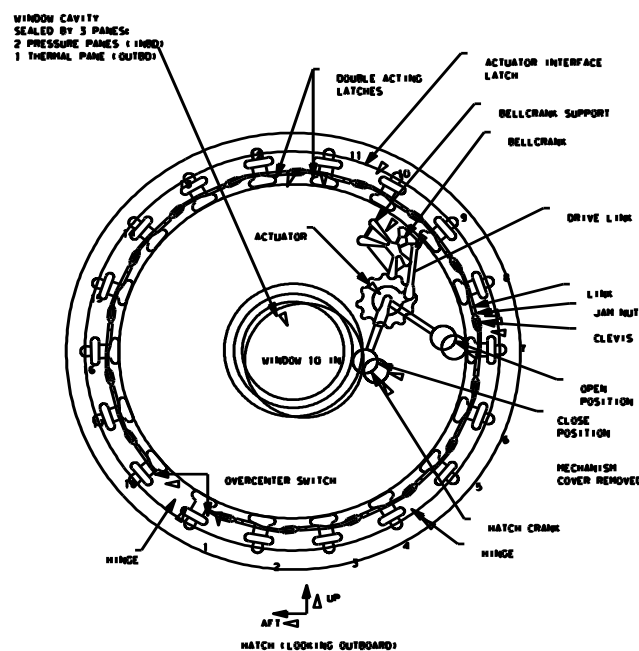 WINDOW CAVITY
SEALED BY 3 PANES:
2 PRESSURE PANES (INBD)
1 THERMAL PANE (OUTBD)
DOUBLE ACTING
LATCHES
ACTUATOR INTERFACE
LATCH
BELLCRANK SUPPORT
BELLCRANK
11
10
9
DRIVE LINK
ACTUATOR
8
LINK
JAM NUT
CLEVIS
7
WINDOW 10 IN
OPEN
POSITION
CLOSE
POSITION
6
MECHANISM
COVER REMOVED
OVERCENTER SWITCH
5
HATCH CRANK
HINGE
HINGE
4
1
2
3
UP
AFT
HATCH (LOOKING OUTBOARD)